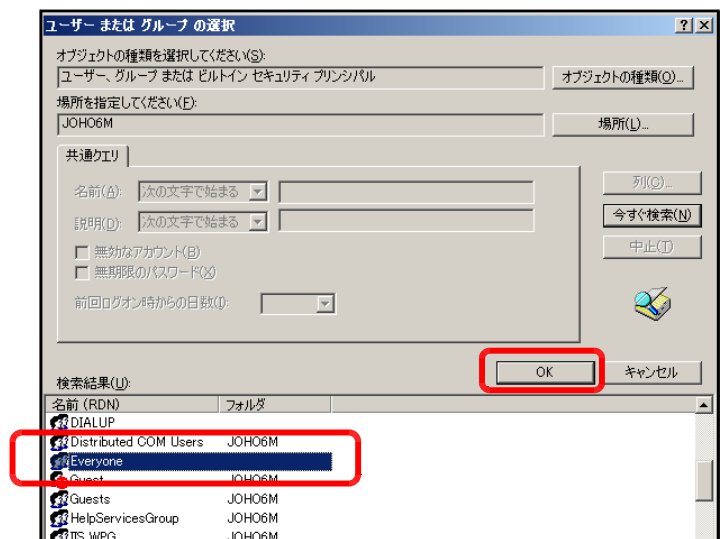 ユーザー または グループ の選択
オブジェクトの種類を選択してください(S):
ユーザー、グループ または ビルトイン セキュリティ プリンシパル
オブジェクトの種類(O)...
場所を指定してください(F):
JOHO6M
場所(L)...
共通クエリ
名前(A): 次の文字で始まる
説明(D): 次の文字で始まる
無効なアカウント(B)
無期限のパスワード(X)
前回ログオン時からの日数(I):
列(C)...
今すぐ検索(N)
中止(T)
OK
キャンセル
検索結果(U):
名前 (RDN) フォルダ
DIALUP
Distributed COM Users JOHO6M
Everyone
Guest JOHO6M
Guests JOHO6M
HelpServicesGroup JOHO6M
IIS_WPG JOHO6M